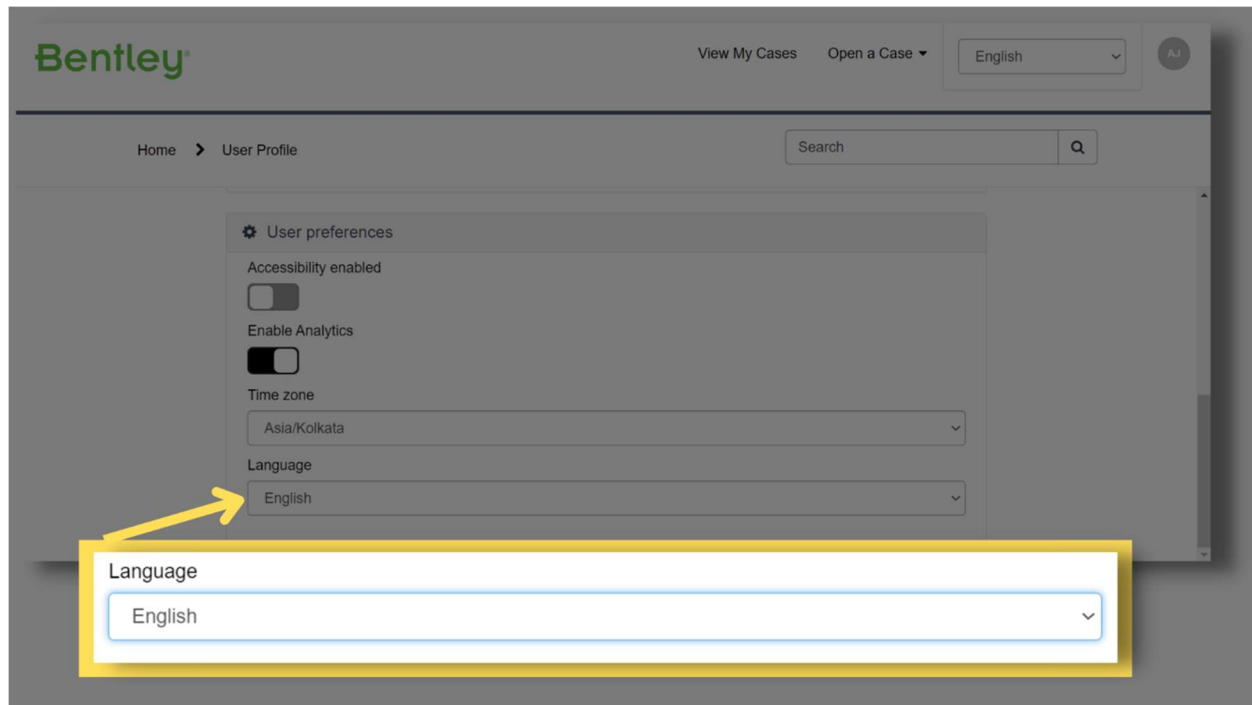 Bentley
View My Cases Open a Case English AJ
Home User Profile Search
User preferences
Accessibility enabled
Enable Analytics
Time zone
Asia/Kolkata
Language
English
Language
English